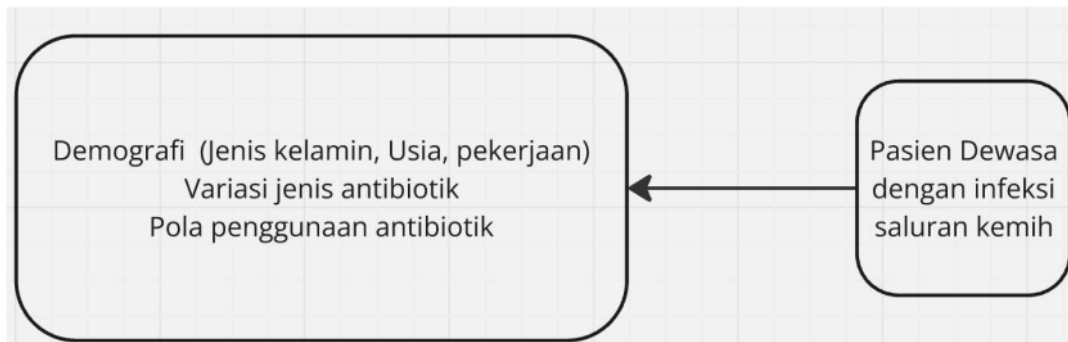 Demografi (Jenis kelamin, Usia, pekerjaan)
Variasi jenis antibiotik
Pola penggunaan antibiotik
Pasien Dewasa
dengan infeksi
saluran kemih